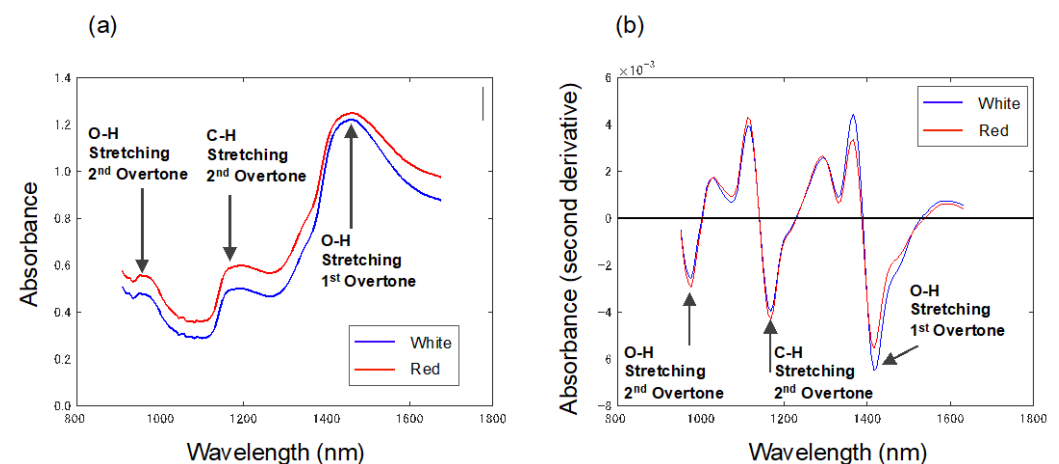 (a)
(b)
1.4
1.2
1.0
0.8
0.6
0.4
0.2
0.0
Absorbance
O-H
Stretching
2nd Overtone
C-H
Stretching
2nd Overtone
O-H
Stretching
1st Overtone
White
Red
800
1000
1200
1400
1600
1800
Wavelength (nm)
×10⁻³
6
4
2
0
−2
−4
−6
−8
Absorbance (second derivative)
White
Red
O-H
Stretching
2nd Overtone
C-H
Stretching
2nd Overtone
O-H
Stretching
1st Overtone
800
1000
1200
1400
1600
1800
Wavelength (nm)